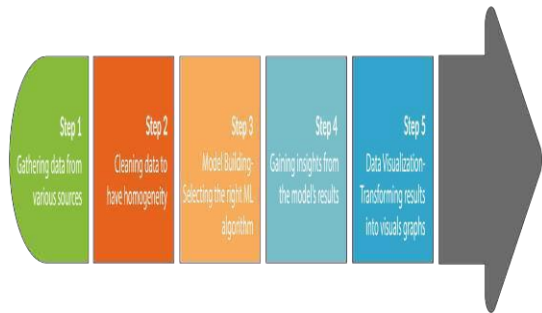 Step 1
Gathering data from
various sources
Step 2
Cleaning data to
have homogeneity
Step 3
Model Building-
Selecting the right ML
algorithm
Step 4
Gaining insights from
the model's results
Step 5
Data Visualization-
Transforming results
into visuals graphs